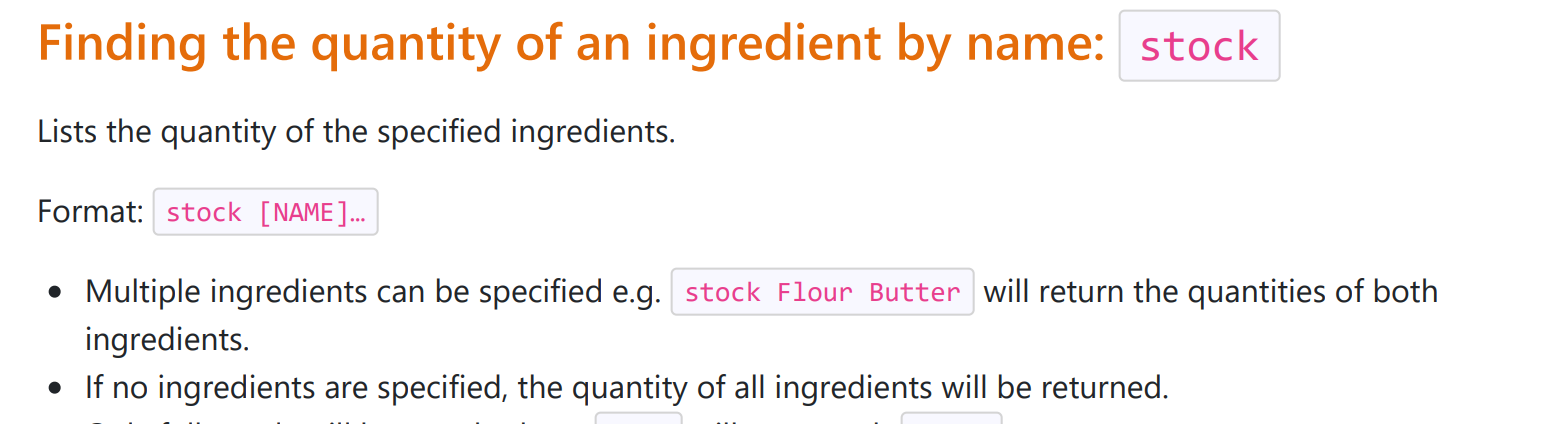 Finding the quantity of an ingredient by name: stock
Lists the quantity of the specified ingredients.
Format: stock [NAME]…
• Multiple ingredients can be specified e.g. stock Flour Butter will return the quantities of both
ingredients.
• If no ingredients are specified, the quantity of all ingredients will be returned.